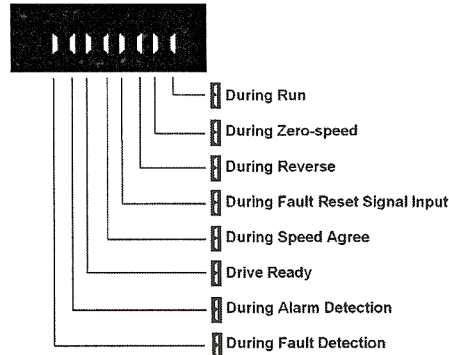 During Run
During Zero-speed
During Reverse
During Fault Reset Signal Input
During Speed Agree
Drive Ready
During Alarm Detection
During Fault Detection